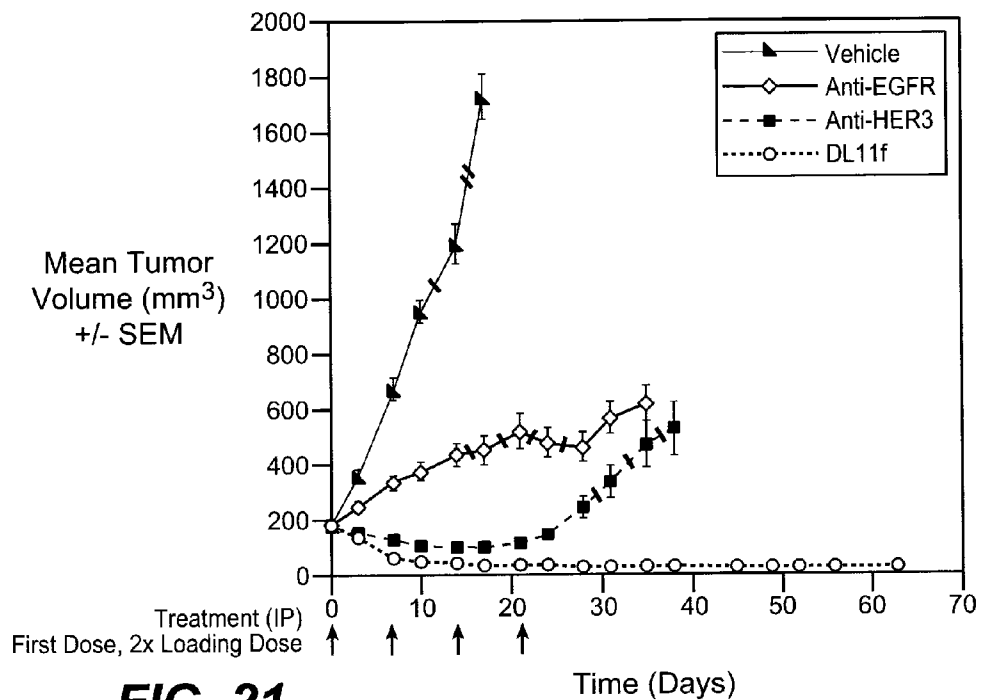 2000
1800
1600
1400
1200
1000
800
600
400
200
0
Mean Tumor
Volume (mm³)
+/- SEM
Vehicle
Anti-EGFR
Anti-HER3
DL11f
0 10 20 30 40 50 60 70
Treatment (IP)
First Dose, 2x Loading Dose
Time (Days)
FIG. 21